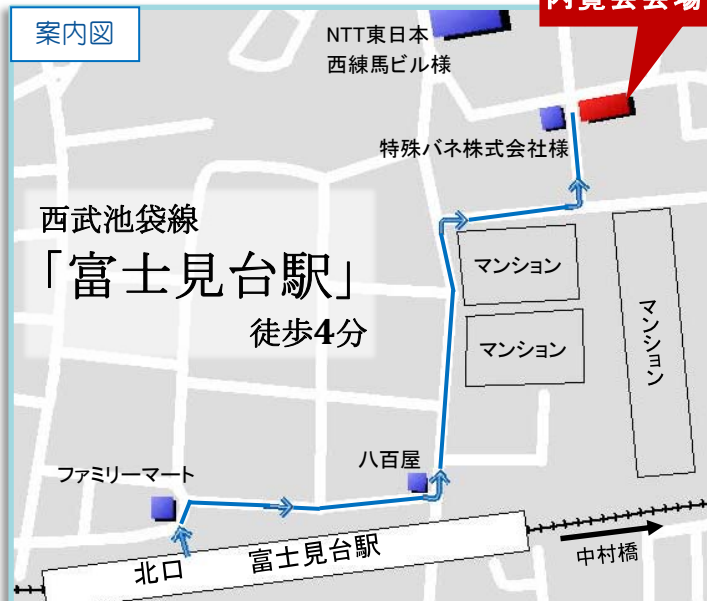 案内図
内覧会会場
NTT東日本
西練馬ビル様
特殊バネ株式会社様
西武池袋線
「富士見台駅」
徒歩4分
マンション
マンション
マンション
ファミリーマート
八百屋
北口
富士見台駅
中村橋